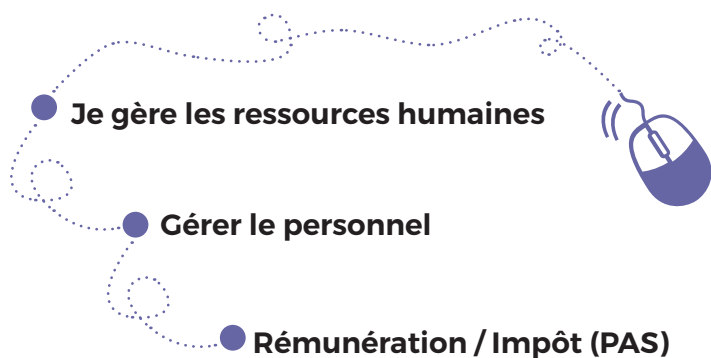 Je gère les ressources humaines
Gérer le personnel
Rémunération / Impôt (PAS)